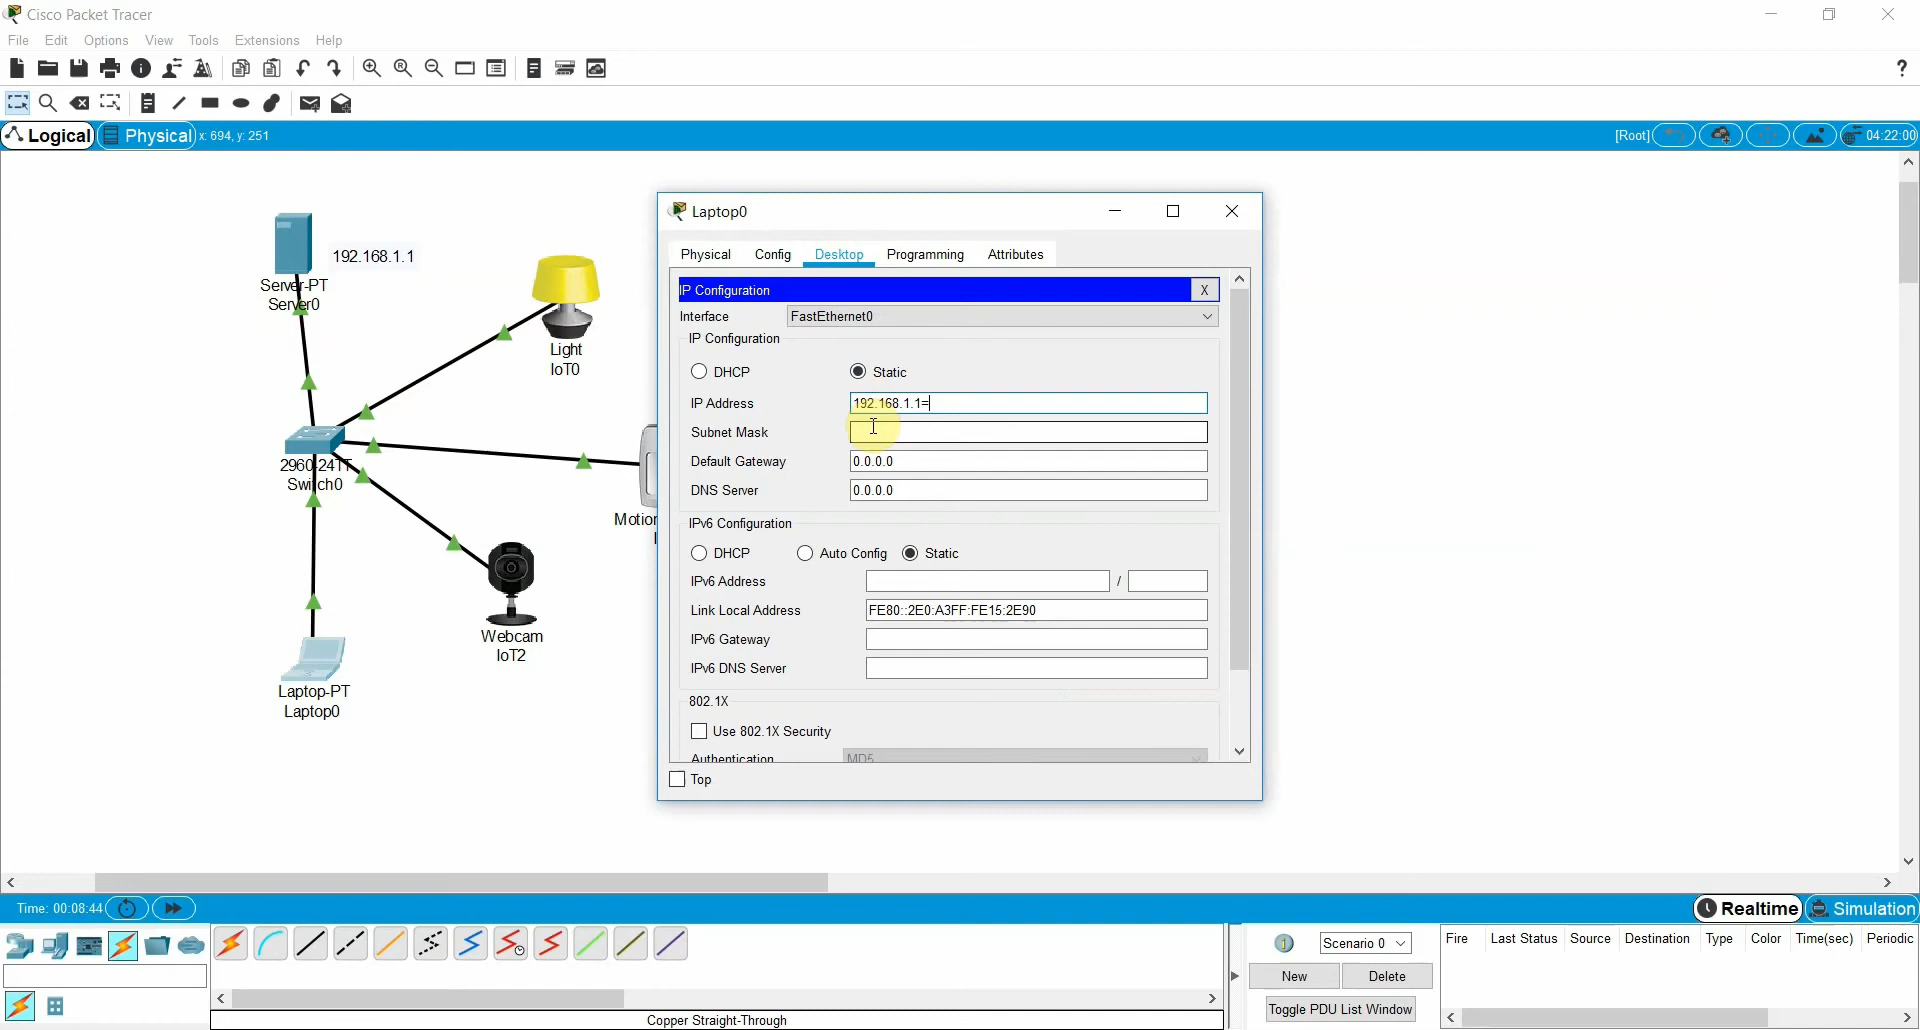 Cisco Packet Tracer
File Edit Options View Tools Extensions Help
?
Logical Physical x: 694, y: 251 [Root] 04:22:00
Server-PT
Server0
192.168.1.1
Light
IoT0
2960-24TT
Switch0
Motion
Webcam
IoT2
Laptop-PT
Laptop0
Laptop0
Physical Config Desktop Programming Attributes
IP Configuration X
Interface FastEthernet0
IP Configuration
DHCP Static
IP Address 192.168.1.1=
Subnet Mask
Default Gateway 0.0.0.0
DNS Server 0.0.0.0
IPv6 Configuration
DHCP Auto Config Static
IPv6 Address /
Link Local Address FE80::2E0:A3FF:FE15:2E90
IPv6 Gateway
IPv6 DNS Server
802.1X
Use 802.1X Security
Authentication MD5
Top
Time: 00:08:44 Realtime Simulation
Scenario 0
New Delete
Toggle PDU List Window
Fire Last Status Source Destination Type Color Time(sec) Periodic
Copper Straight-Through